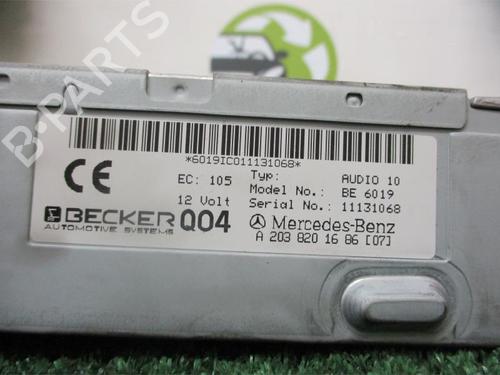 B-PARTS
*6019IC011131068*
CE
EC: 105
12 Volt
Typ: AUDIO 10
Model No.: BE 6019
Serial No.: 11131068
BECKER Q04
AUTOMOTIVE SYSTEMS
Mercedes-Benz
A 203 820 16 86 [07]